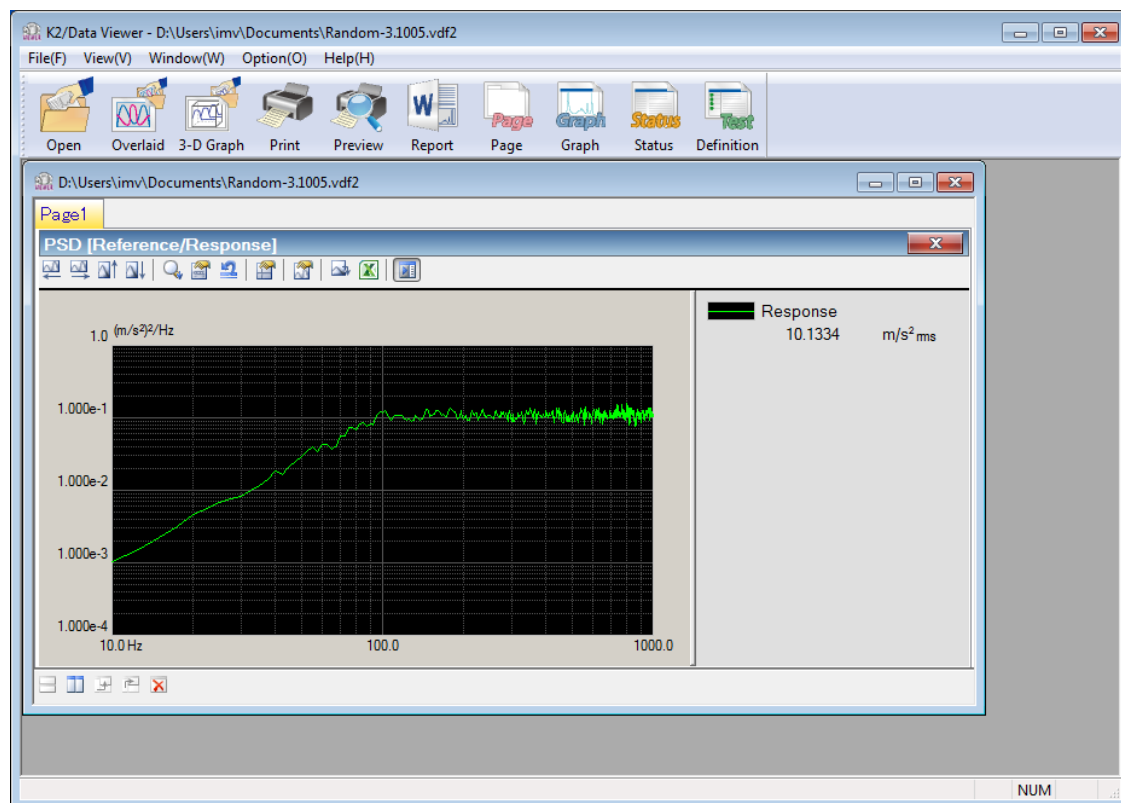 K2/Data Viewer - D:\Users\imv\Documents\Random-3.1005.vdf2
File(F) View(V) Window(W) Option(O) Help(H)
Open Overlaid 3-D Graph Print Preview Report Page Graph Status Definition
D:\Users\imv\Documents\Random-3.1005.vdf2
Page1
PSD [Reference/Response]
Response
10.1334 m/s² rms
1.0 (m/s²)²/Hz
1.000e-1
1.000e-2
1.000e-3
1.000e-4
10.0 Hz 100.0 1000.0
NUM